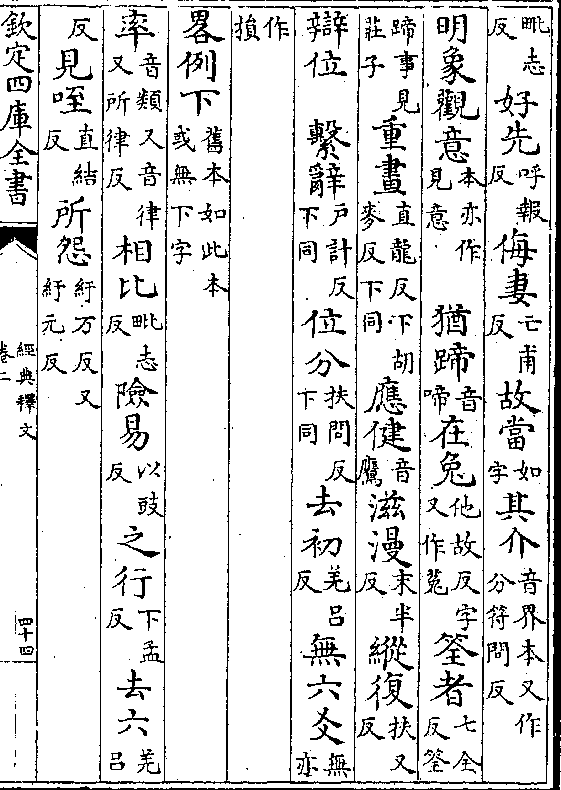 毗志反好先呼報反侮妻亡甫反故當如字其介音界本又作分符問反
明象觀意本亦作見意猶蹄音啼在兔他故反字又作菟筌者七全反筌
蹄事見莊子重畫直龍反下胡麥反下同應健音鷹滋漫末半反縱復扶又反
辯位繫辭户計反下同位分扶問反下同去初羌吕反無六爻無亦
作損
畧例下舊本如此本或無下字
率音類又音律又所律反相比毗志反險易以豉反之行下孟反去六羌吕
反見咥直結反所怨紆万反又紆元反
欽定四庫全書
經典釋文
卷二
四十四